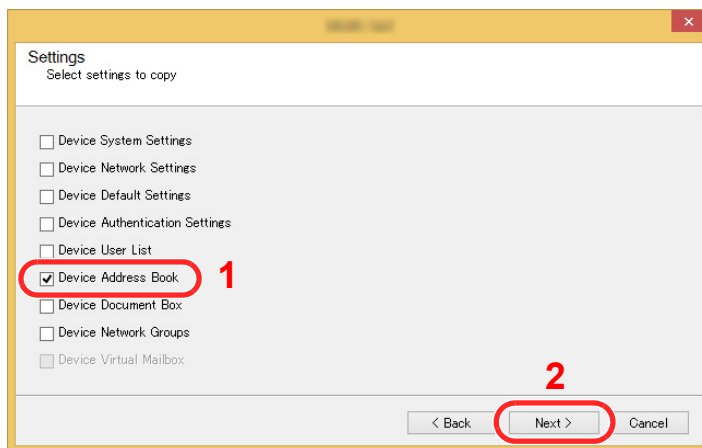 Settings
Select settings to copy
Device System Settings
Device Network Settings
Device Default Settings
Device Authentication Settings
Device User List
Device Address Book
1
Device Document Box
Device Network Groups
Device Virtual Mailbox
2
< Back
Next >
Cancel